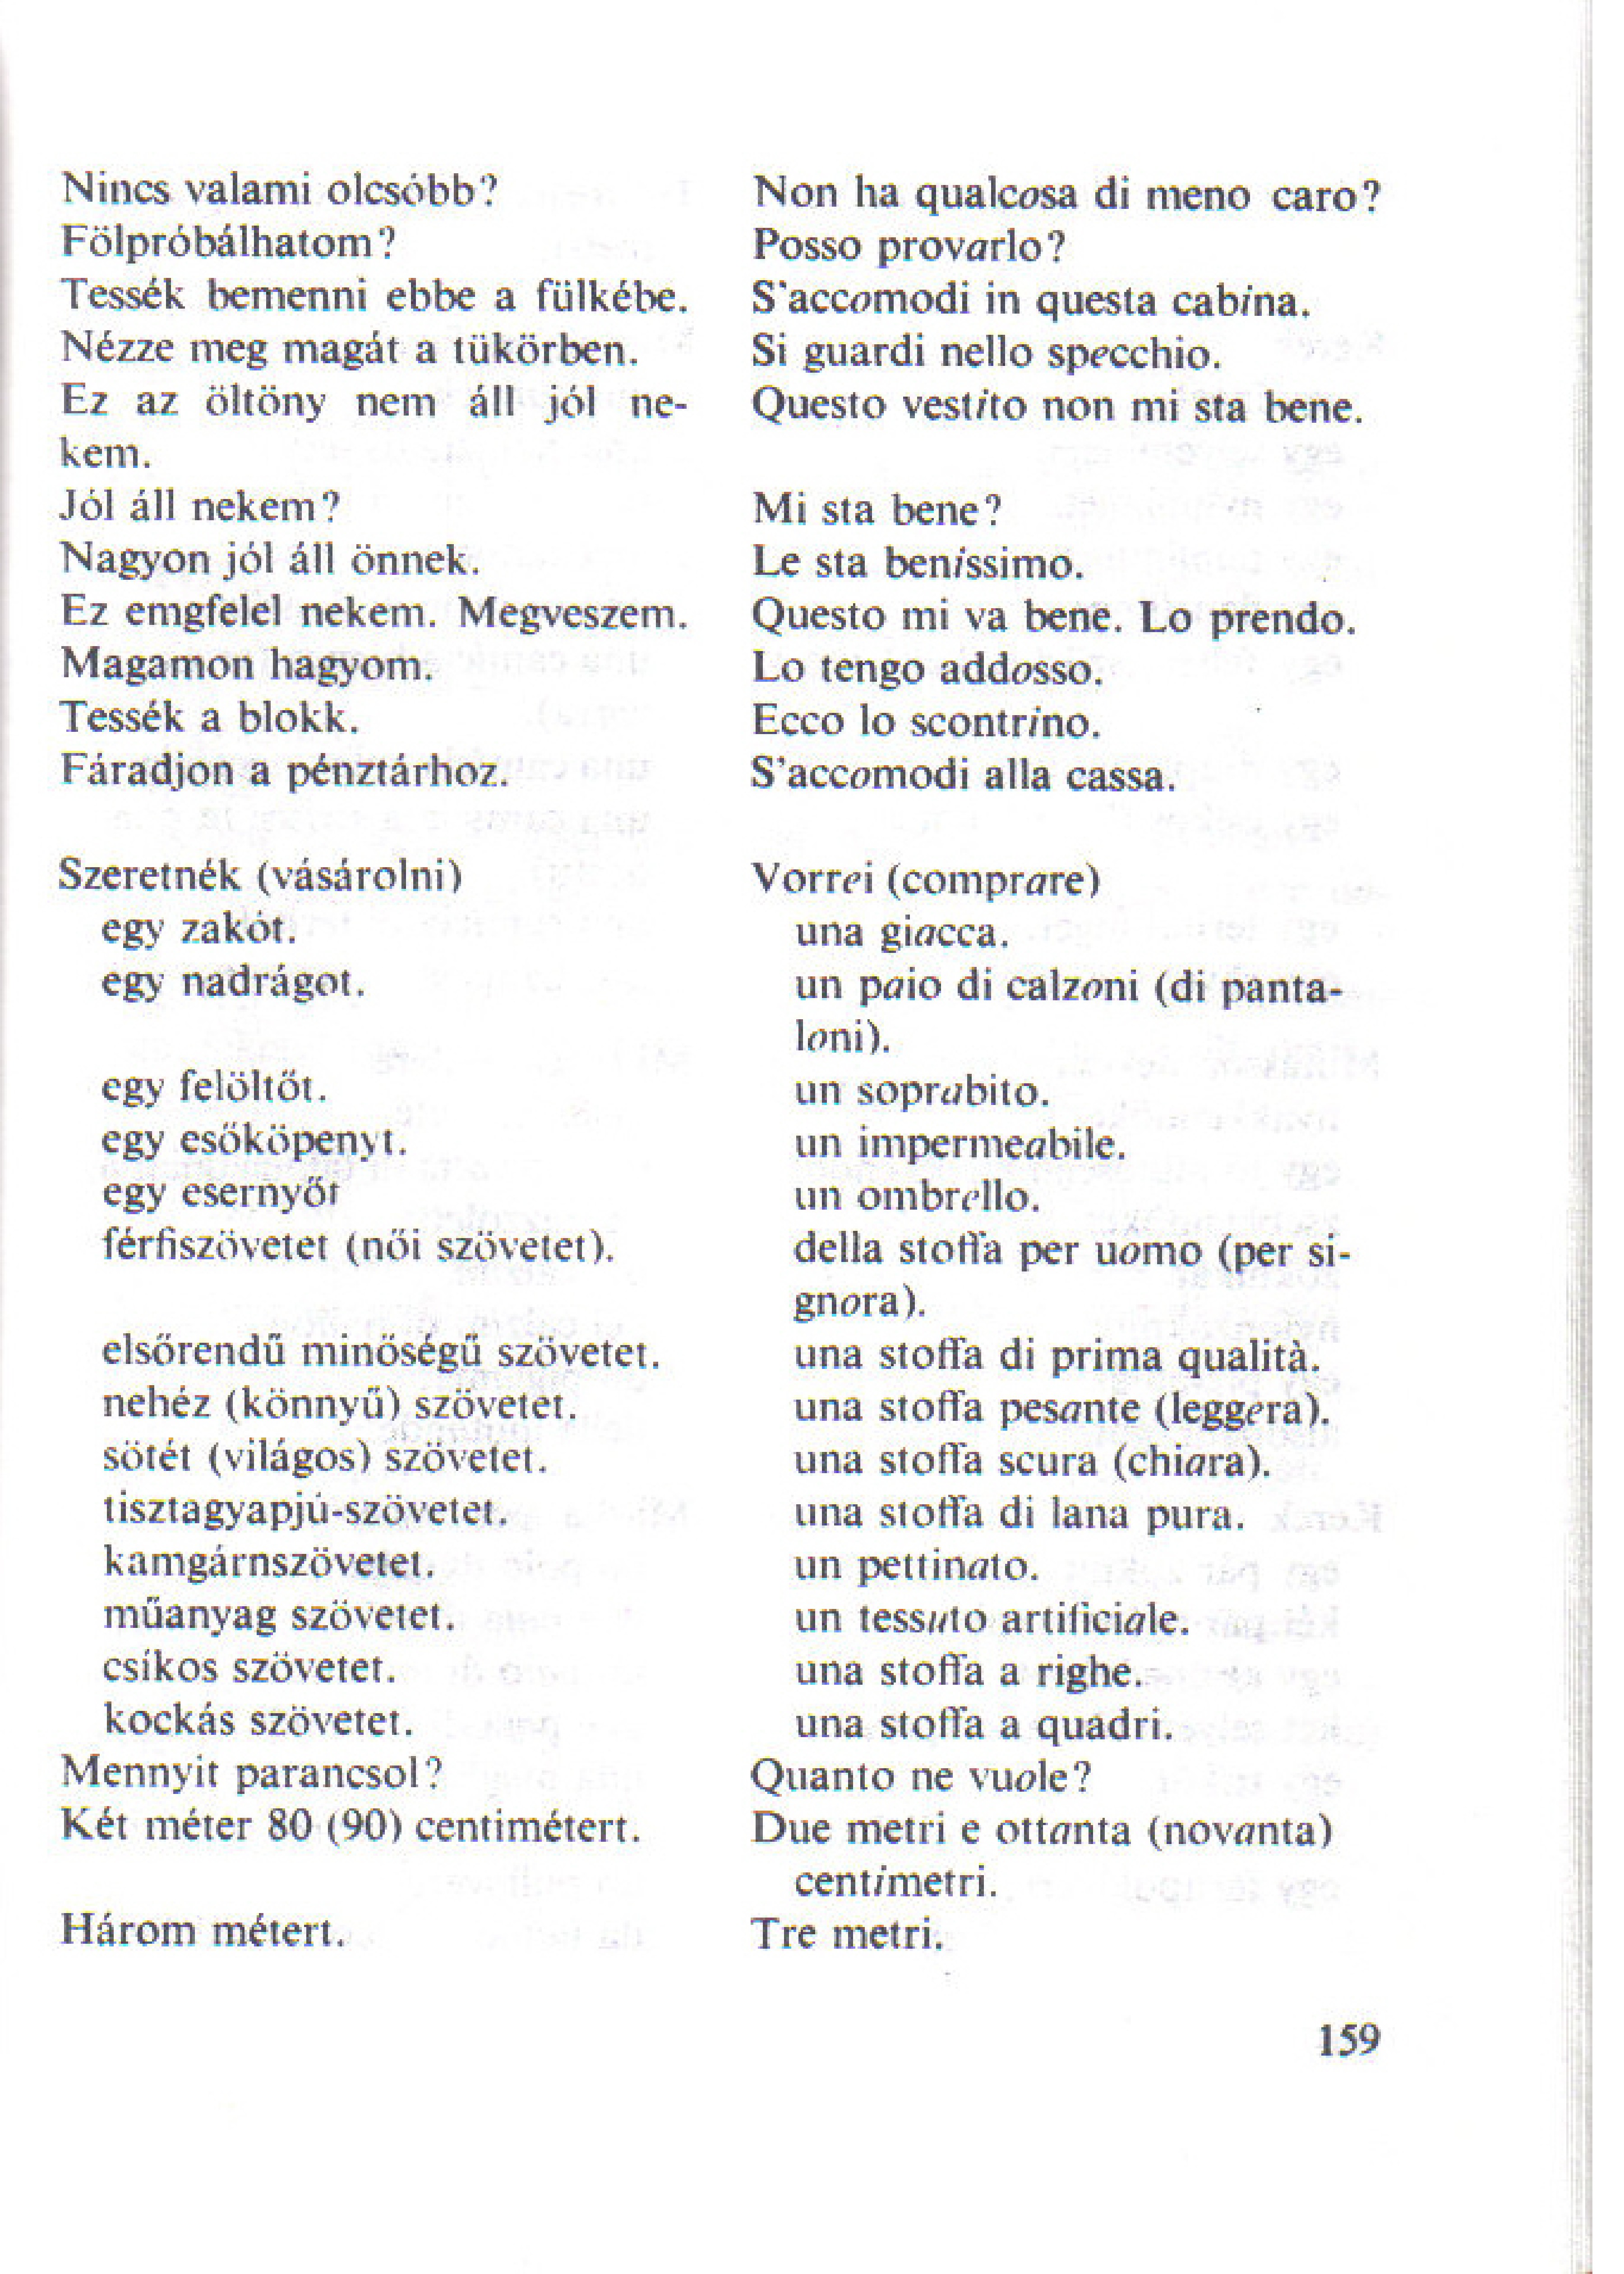 Nincs valami olcsóbb?
Fölpróbálhatom?
Tessék bemenni ebbe a fülkébe.
Nézze meg magát a tükörben.
Ez az öltöny nem áll jól ne-
kem.
Jól áll nekem?
Nagyon jól áll önnek.
Ez emgfelel nekem. Megveszem.
Magamon hagyom.
Tessék a blokk.
Fáradjon a pénztárhoz.
Szeretnék (vásárolni)
egy zakót.
egy nadrágot.
egy felöltőt.
egy esőköpenyt.
egy esernyőt
férfiszövetet (női szövetet).
elsőrendű minőségű szövetet.
nehéz (könnyű) szövetet.
sötét (világos) szövetet.
tisztagyapjú-szövetet.
kamgárnszövetet.
műanyag szövetet.
csíkos szövetet.
kockás szövetet.
Mennyit parancsol?
Két méter 80 (90) centimétert.
Három métert.
Non ha qualcosa di meno caro?
Posso provarlo?
S'accomodi in questa cabina.
Si guardi nello specchio.
Questo vestito non mi sta bene.
Mi sta bene?
Le sta benissimo.
Questo mi va bene. Lo prendo.
Lo tengo addosso.
Ecco lo scontrino.
S'accomodi alla cassa.
Vorrei (comprare)
una giacca.
un paio di calzoni (di panta-
loni).
un soprabito.
un impermeabile.
un ombrello.
della stoffa per uomo (per si-
gnora).
una stoffa di prima qualità.
una stoffa pesante (leggera).
una stoffa scura (chiara).
una stoffa di lana pura.
un pettinato.
un tessuto artificiale.
una stoffa a righe.
una stoffa a quadri.
Quanto ne vuole?
Due metri e ottanta (novanta)
centimetri.
Tre metri.
159